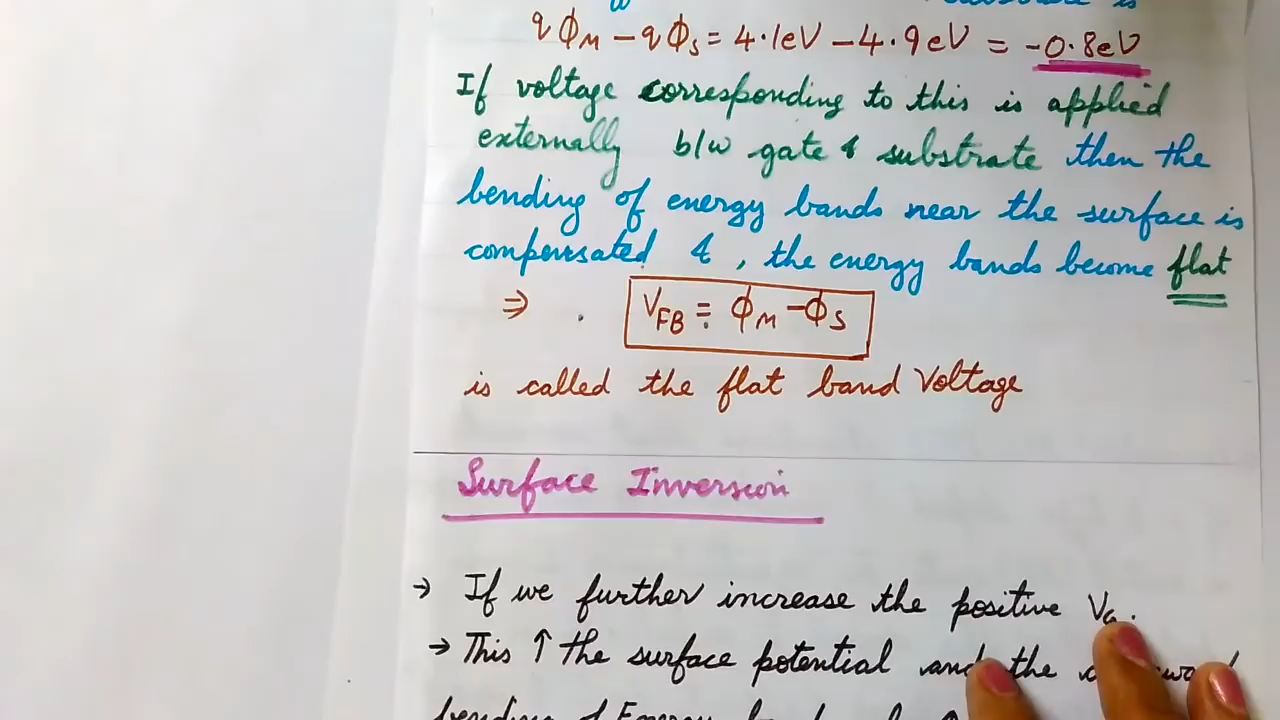 qΦM - qΦS = 4.1eV - 4.9eV = -0.8eV
If voltage corresponding to this is applied
externally b/w gate & substrate then the
bending of energy bands near the surface is
compensated & , the energy bands become flat
⇒ . VFB = ΦM - ΦS
is called the flat band Voltage
Surface Inversion
→ If we further increase the positive VG.
→ This ↑ the surface potential and the
bending of Energy